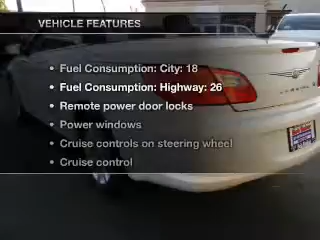 VEHICLE FEATURES
• Fuel Consumption: City: 18
• Fuel Consumption: Highway: 26
• Remote power door locks
• Power windows
• Cruise controls on steering wheel
• Cruise control